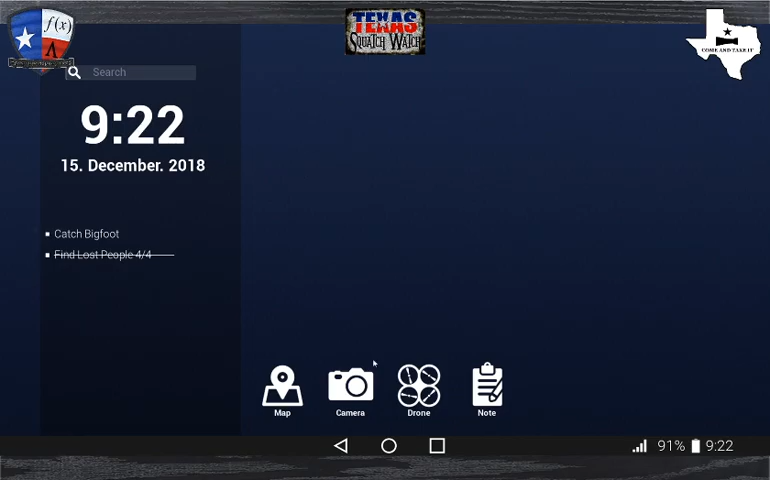 f(x)
TEXAS
SQUATCH WATCH
COME AND TAKE IT
Search
9:22
15. December. 2018
Catch Bigfoot
Find Lost People 4/4
Map
Camera
Drone
Note
91%
9:22